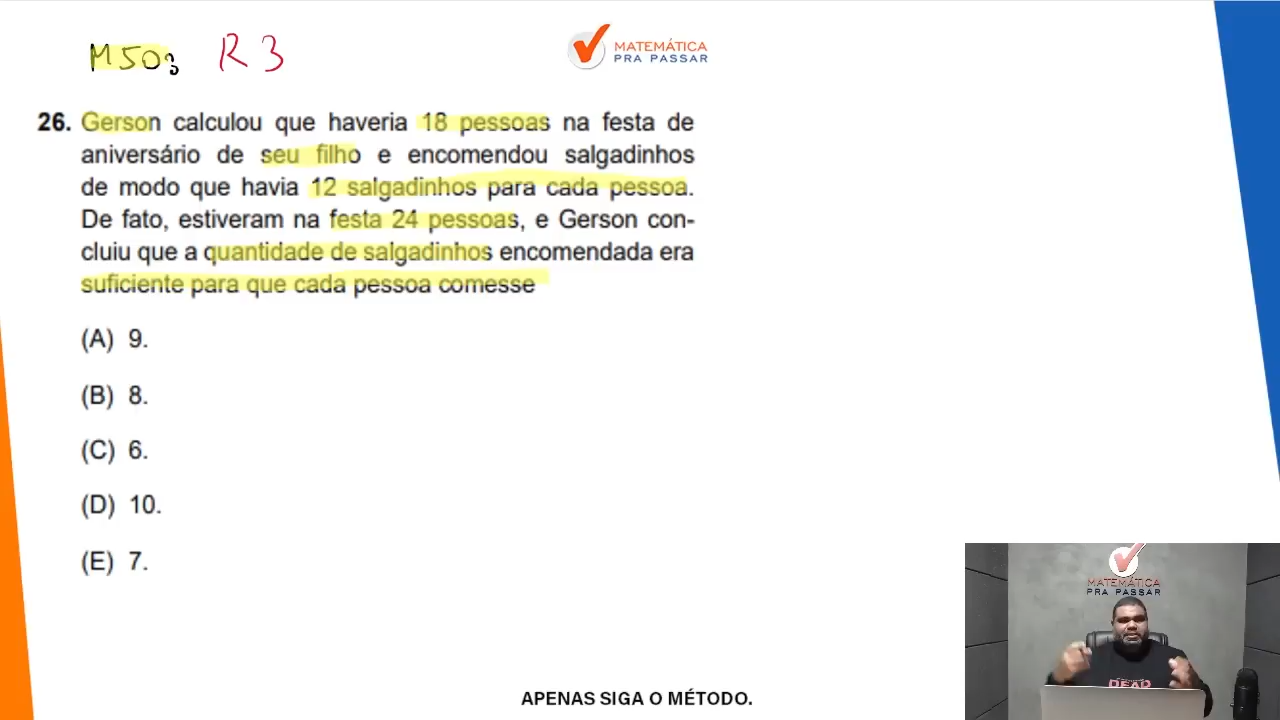 M50; R3
MATEMÁTICA
PRA PASSAR
26. Gerson calculou que haveria 18 pessoas na festa de
aniversário de seu filho e encomendou salgadinhos
de modo que havia 12 salgadinhos para cada pessoa.
De fato, estiveram na festa 24 pessoas, e Gerson con-
cluiu que a quantidade de salgadinhos encomendada era
suficiente para que cada pessoa comesse
(A) 9.
(B) 8.
(C) 6.
(D) 10.
(E) 7.
MATEMÁTICA
PRA PASSAR
DEAD
APENAS SIGA O MÉTODO.